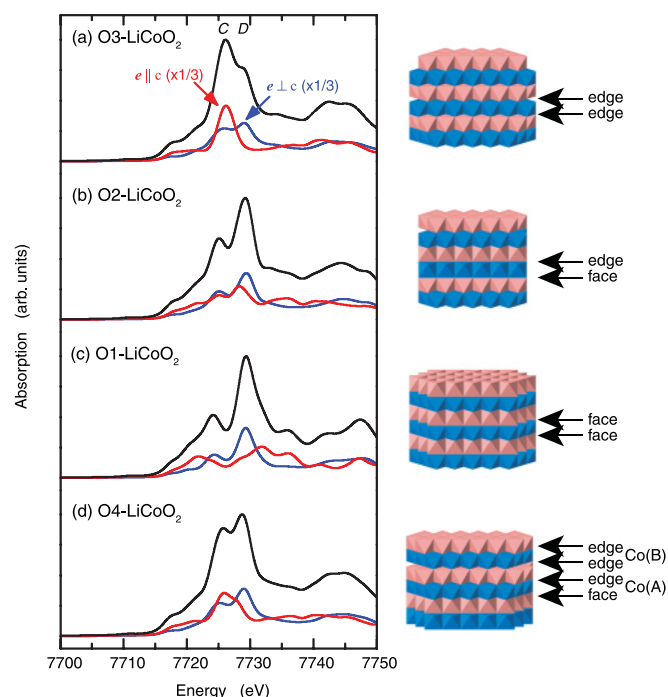 C D
(a) O3-LiCoO2
e || c (x1/3)
e ⊥ c (x1/3)
edge
edge
(b) O2-LiCoO2
edge
face
Absorption (arb. units)
(c) O1-LiCoO2
face
face
(d) O4-LiCoO2
edge
edge Co(B)
edge
face Co(A)
7700 7710 7720 7730 7740 7750
Energy (eV)